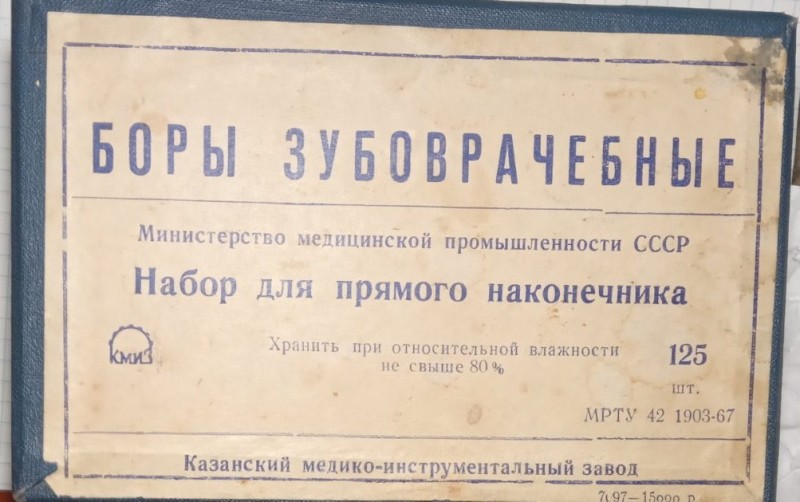 БОРЫ ЗУБОВРАЧЕБНЫЕ
Министерство медицинской промышленности СССР
Набор для прямого наконечника
КМИЗ
Хранить при относительной влажности
не свыше 80%
125
шт.
МРТУ 42 1903-67
Казанский медико-инструментальный завод